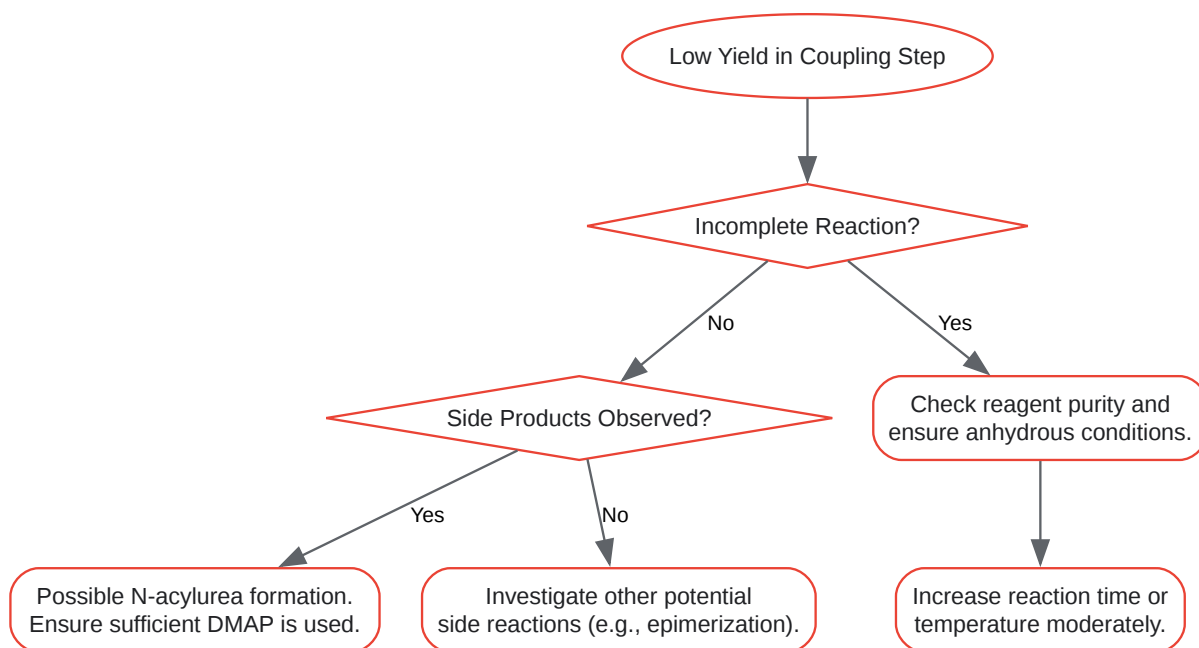 Low Yield in Coupling Step
Incomplete Reaction?
No
Yes
Side Products Observed?
Check reagent purity and
ensure anhydrous conditions.
Yes
No
Possible N-acylurea formation.
Ensure sufficient DMAP is used.
Investigate other potential
side reactions (e.g., epimerization).
Increase reaction time or
temperature moderately.